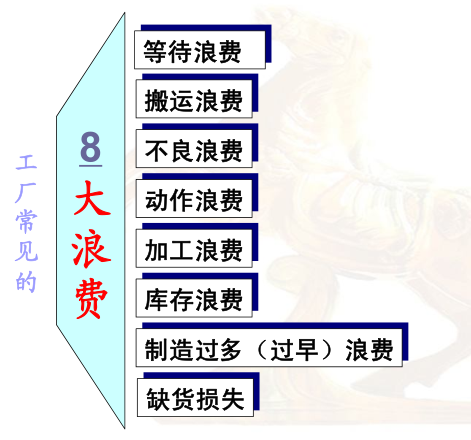 工厂常见的
8
大浪费
等待浪费
搬运浪费
不良浪费
动作浪费
加工浪费
库存浪费
制造过多（过早）浪费
缺货损失